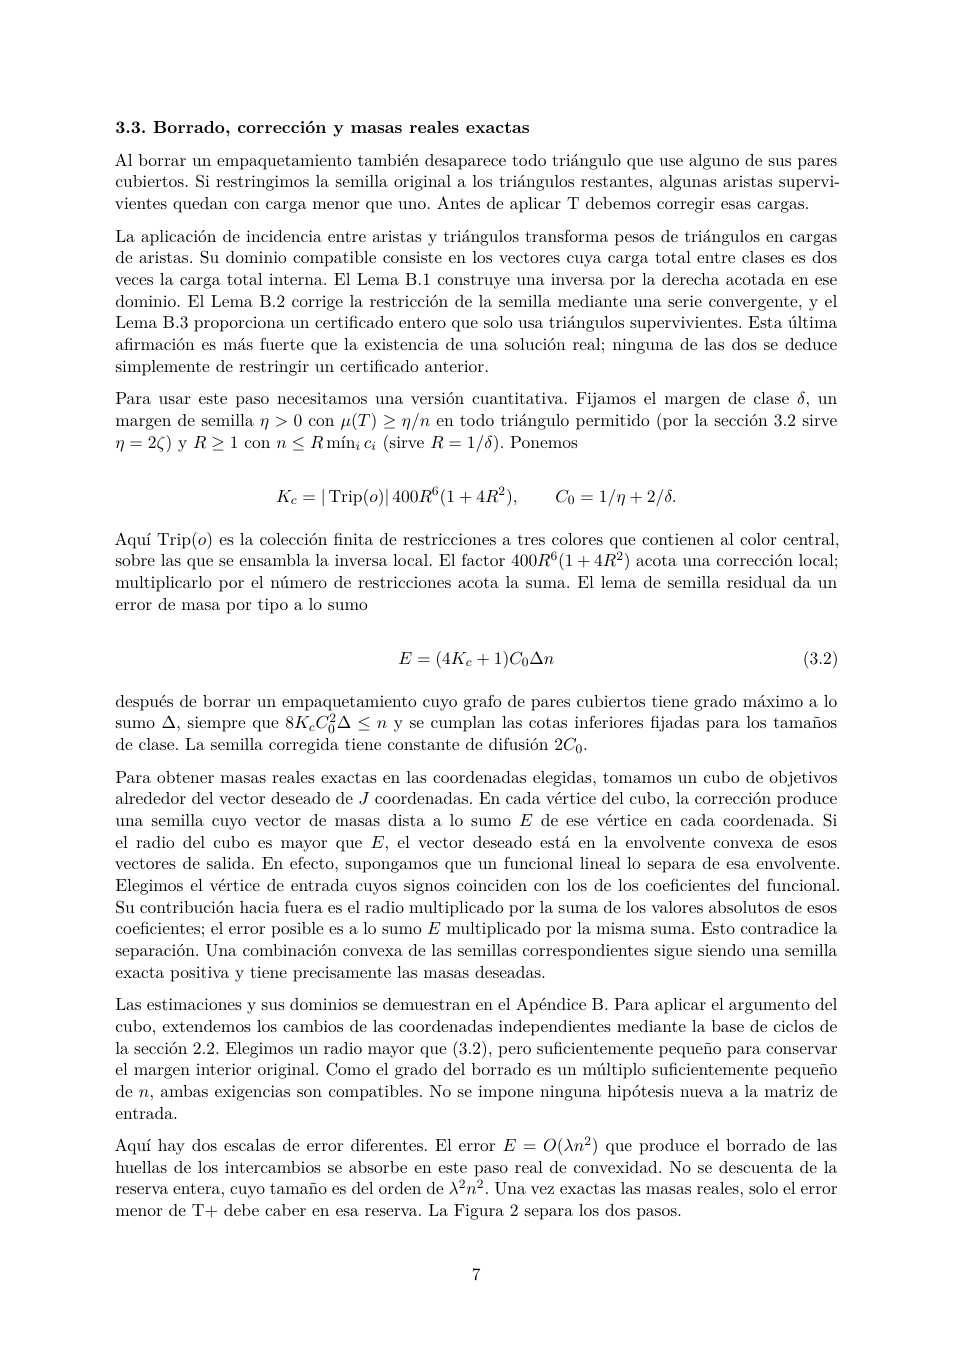 3.3. Borrado, corrección y masas reales exactas
Al borrar un empaquetamiento también desaparece todo triángulo que use alguno de sus pares
cubiertos. Si restringimos la semilla original a los triángulos restantes, algunas aristas supervi-
vientes quedan con carga menor que uno. Antes de aplicar T debemos corregir esas cargas.
La aplicación de incidencia entre aristas y triángulos transforma pesos de triángulos en cargas
de aristas. Su dominio compatible consiste en los vectores cuya carga total entre clases es dos
veces la carga total interna. El Lema B.1 construye una inversa por la derecha acotada en ese
dominio. El Lema B.2 corrige la restricción de la semilla mediante una serie convergente, y el
Lema B.3 proporciona un certificado entero que solo usa triángulos supervivientes. Esta última
afirmación es más fuerte que la existencia de una solución real; ninguna de las dos se deduce
simplemente de restringir un certificado anterior.
Para usar este paso necesitamos una versión cuantitativa. Fijamos el margen de clase δ, un
margen de semilla η > 0 con μ(T) ≥ η/n en todo triángulo permitido (por la sección 3.2 sirve
η = 2ζ) y R ≥ 1 con n ≤ R mín_i c_i (sirve R = 1/δ). Ponemos
K_c = | Trip(o)| 400R^6(1 + 4R^2), C_0 = 1/η + 2/δ.
Aquí Trip(o) es la colección finita de restricciones a tres colores que contienen al color central,
sobre las que se ensambla la inversa local. El factor 400R^6(1 + 4R^2) acota una corrección local;
multiplicarlo por el número de restricciones acota la suma. El lema de semilla residual da un
error de masa por tipo a lo sumo
E = (4K_c + 1)C_0Δn (3.2)
después de borrar un empaquetamiento cuyo grafo de pares cubiertos tiene grado máximo a lo
sumo Δ, siempre que 8K_cC_0^2Δ ≤ n y se cumplan las cotas inferiores fijadas para los tamaños
de clase. La semilla corregida tiene constante de difusión 2C_0.
Para obtener masas reales exactas en las coordenadas elegidas, tomamos un cubo de objetivos
alrededor del vector deseado de J coordenadas. En cada vértice del cubo, la corrección produce
una semilla cuyo vector de masas dista a lo sumo E de ese vértice en cada coordenada. Si
el radio del cubo es mayor que E, el vector deseado está en la envolvente convexa de esos
vectores de salida. En efecto, supongamos que un funcional lineal lo separa de esa envolvente.
Elegimos el vértice de entrada cuyos signos coinciden con los de los coeficientes del funcional.
Su contribución hacia fuera es el radio multiplicado por la suma de los valores absolutos de esos
coeficientes; el error posible es a lo sumo E multiplicado por la misma suma. Esto contradice la
separación. Una combinación convexa de las semillas correspondientes sigue siendo una semilla
exacta positiva y tiene precisamente las masas deseadas.
Las estimaciones y sus dominios se demuestran en el Apéndice B. Para aplicar el argumento del
cubo, extendemos los cambios de las coordenadas independientes mediante la base de ciclos de
la sección 2.2. Elegimos un radio mayor que (3.2), pero suficientemente pequeño para conservar
el margen interior original. Como el grado del borrado es un múltiplo suficientemente pequeño
de n, ambas exigencias son compatibles. No se impone ninguna hipótesis nueva a la matriz de
entrada.
Aquí hay dos escalas de error diferentes. El error E = O(λn^2) que produce el borrado de las
huellas de los intercambios se absorbe en este paso real de convexidad. No se descuenta de la
reserva entera, cuyo tamaño es del orden de λ^2n^2. Una vez exactas las masas reales, solo el error
menor de T+ debe caber en esa reserva. La Figura 2 separa los dos pasos.
7